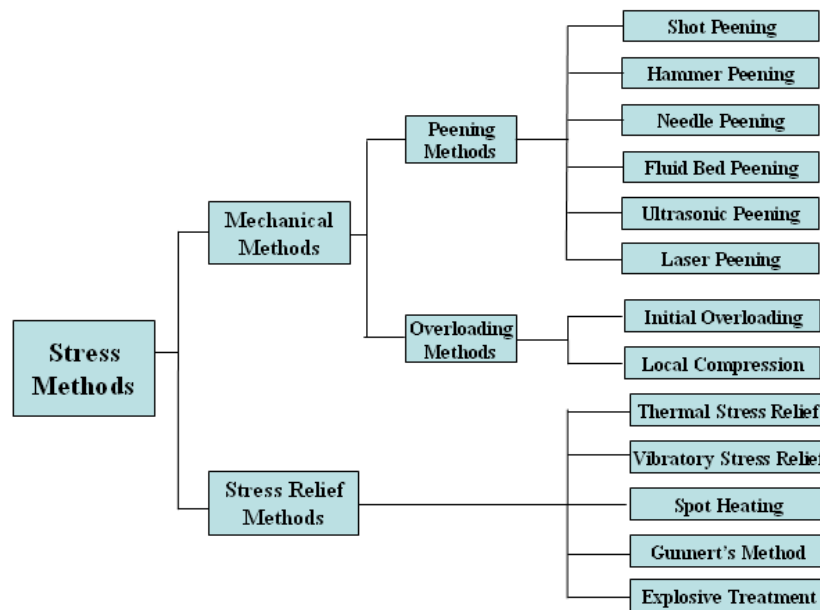 Stress
Methods
Mechanical
Methods
Peening
Methods
Shot Peening
Hammer Peening
Needle Peening
Fluid Bed Peening
Ultrasonic Peening
Laser Peening
Overloading
Methods
Initial Overloading
Local Compression
Stress Relief
Methods
Thermal Stress Relief
Vibratory Stress Relief
Spot Heating
Gunnert's Method
Explosive Treatment